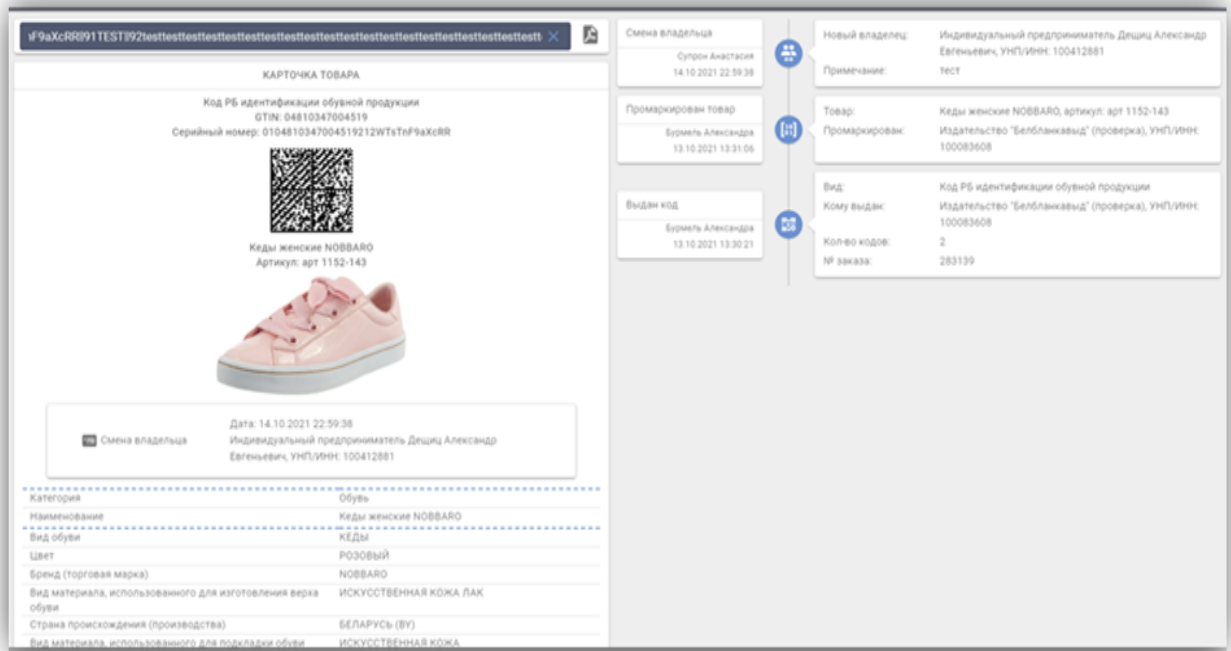 ıF9aXcRR‖91TEST‖92testtesttesttesttesttesttesttesttesttesttesttesttesttesttesttesttesttestt
КАРТОЧКА ТОВАРА
Код РБ идентификации обувной продукции
GTIN: 04810347004519
Серийный номер: 0104810347004519212WTsTnF9aXcRR
Кеды женские NOBBARO
Артикул: арт 1152-143
Смена владельца
Дата: 14.10.2021 22:59:38
Индивидуальный предприниматель Дещиц Александр
Евгеньевич, УНП/ИНН: 100412881
Категория Обувь
Наименование Кеды женские NOBBARO
Вид обуви КЕДЫ
Цвет РОЗОВЫЙ
Бренд (торговая марка) NOBBARO
Вид материала, использованного для изготовления верха ИСКУССТВЕННАЯ КОЖА ЛАК
обуви
Страна происхождения (производства) БЕЛАРУСЬ (BY)
Вид материала, использованного для подкладки обуви ИСКУССТВЕННАЯ КОЖА
Смена владельца
Супрон Анастасия
14.10.2021 22:59:38
Новый владелец: Индивидуальный предприниматель Дещиц Александр
Евгеньевич, УНП/ИНН: 100412881
Примечание: тест
Промаркирован товар
Бурмель Александра
13.10.2021 13:31:06
Товар: Кеды женские NOBBARO, артикул: арт 1152-143
Промаркирован: Издательство "Белбланкавыд" (проверка), УНП/ИНН:
100083608
Выдан код
Бурмель Александра
13.10.2021 13:30:21
Вид: Код РБ идентификации обувной продукции
Кому выдан: Издательство "Белбланкавыд" (проверка), УНП/ИНН:
100083608
Кол-во кодов: 2
№ заказа: 283139